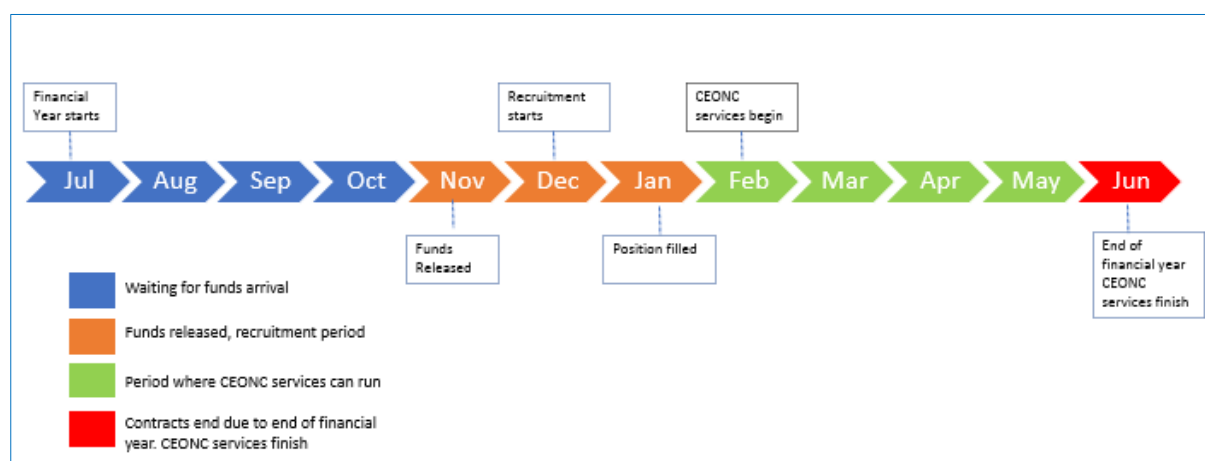 Financial
Year starts
Recruitment
starts
CEONC
services begin
Jul Aug Sep Oct Nov Dec Jan Feb Mar Apr May Jun
Funds
Released
Position filled
End of
financial year
CEONC
services finish
Waiting for funds arrival
Funds released, recruitment period
Period where CEONC services can run
Contracts end due to end of financial
year. CEONC services finish